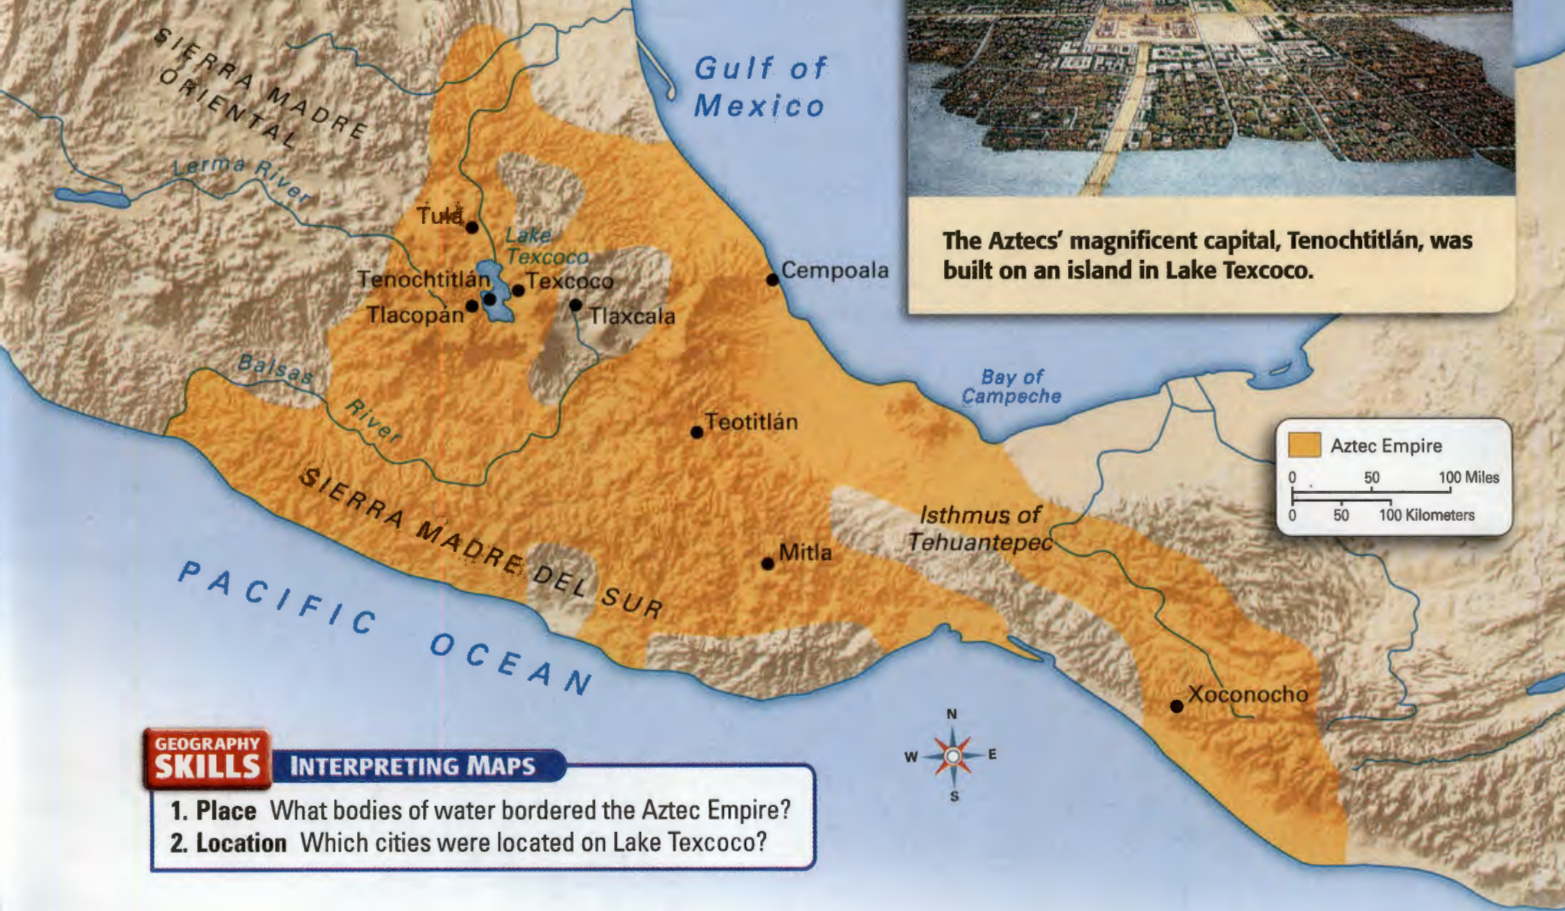 SIERRA MADRE
ORIENTAL
Gulf of
Mexico
Lerma River
Tula
Lake
Texcoco
Tenochtitlán
Texcoco
Tlacopán
Tlaxcala
Cempoala
The Aztecs' magnificent capital, Tenochtitlán, was
built on an island in Lake Texcoco.
Balsas
River
Bay of
Campeche
Teotitlán
Aztec Empire
0 50 100 Miles
0 50 100 Kilometers
SIERRA MADRE DEL SUR
Isthmus of
Tehuantepec
Mitla
PACIFIC OCEAN
Xoconocho
N
W E
S
GEOGRAPHY
SKILLS INTERPRETING MAPS
1. Place What bodies of water bordered the Aztec Empire?
2. Location Which cities were located on Lake Texcoco?